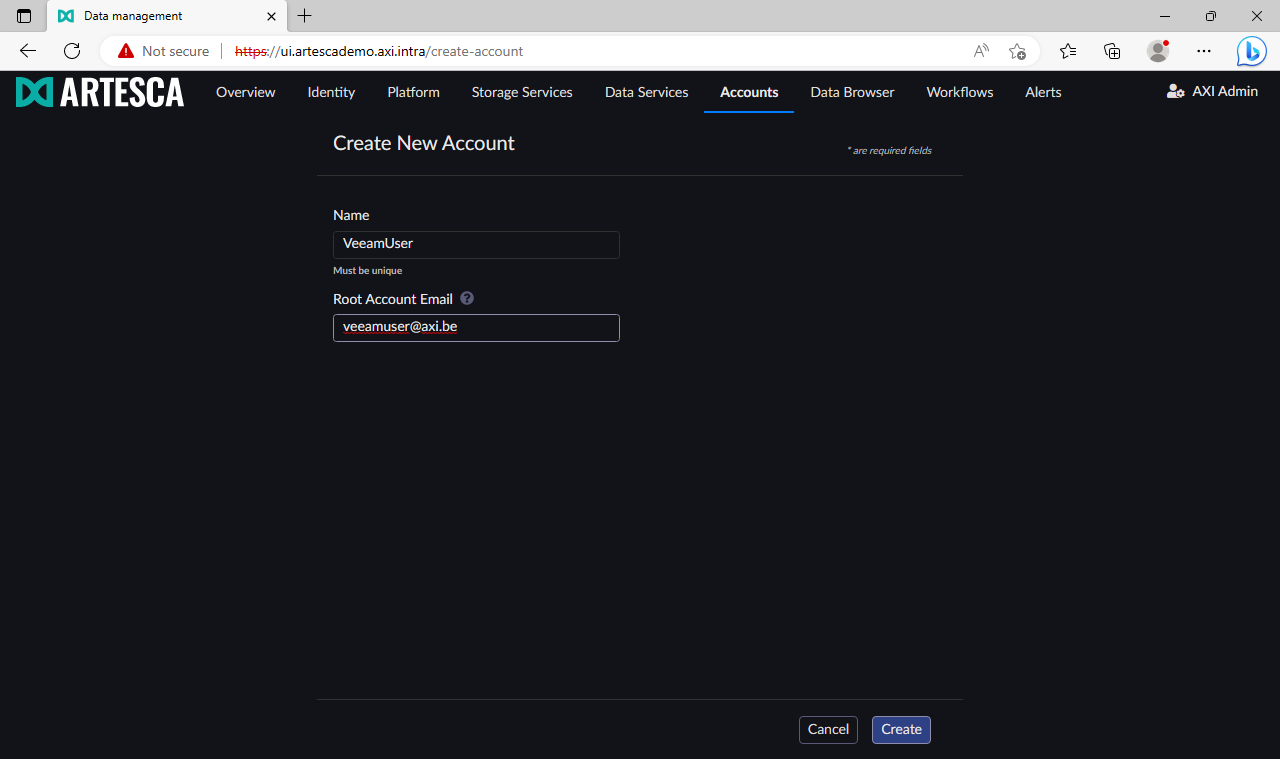 Data management
Not secure https://ui.artescademo.axi.intra/create-account
ARTESCA Overview Identity Platform Storage Services Data Services Accounts Data Browser Workflows Alerts AXI Admin
Create New Account
* are required fields
Name
VeeamUser
Must be unique
Root Account Email ?
veeamuser@axi.be
Cancel Create